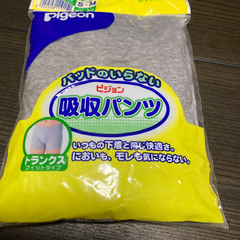 S~M
Pigeon
パッドのいらない
ピジョン
吸収パンツ
トランクス
フィットタイプ
いつもの下着と同じ快適さ。
においも、モレも気にならない。